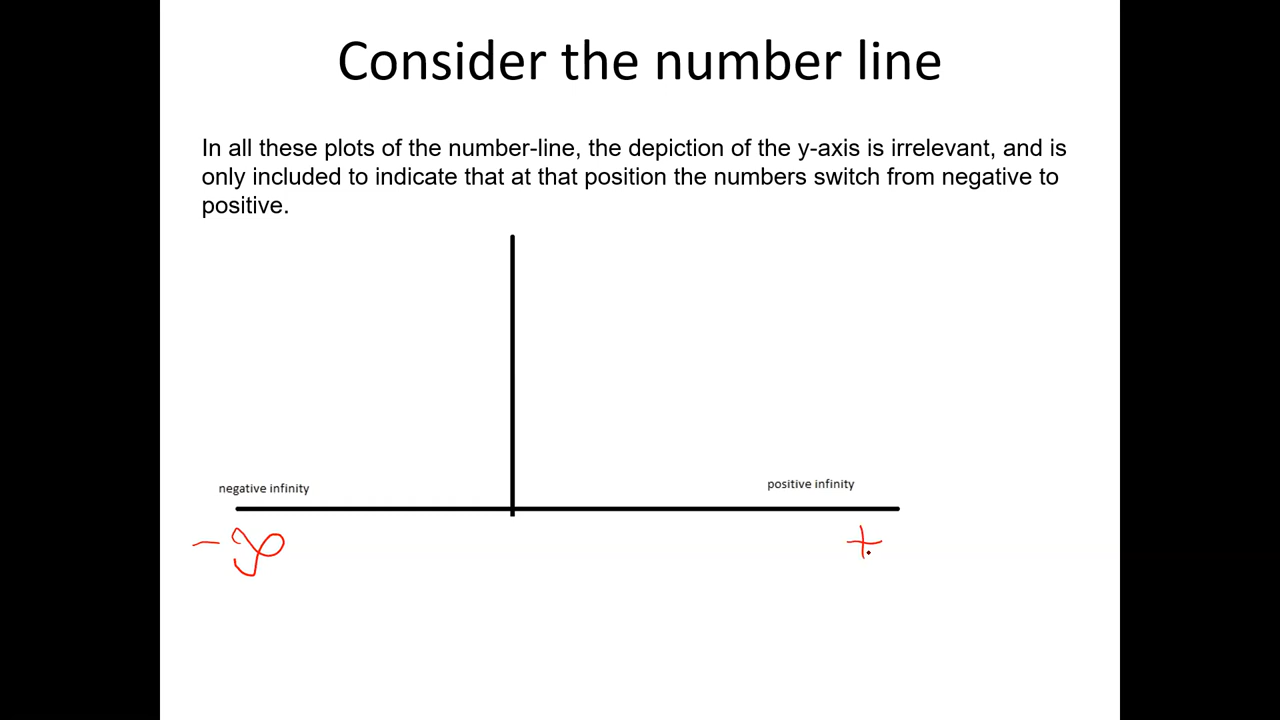 Consider the number line
In all these plots of the number-line, the depiction of the y-axis is irrelevant, and is
only included to indicate that at that position the numbers switch from negative to
positive.
negative infinity
positive infinity
-∞
+